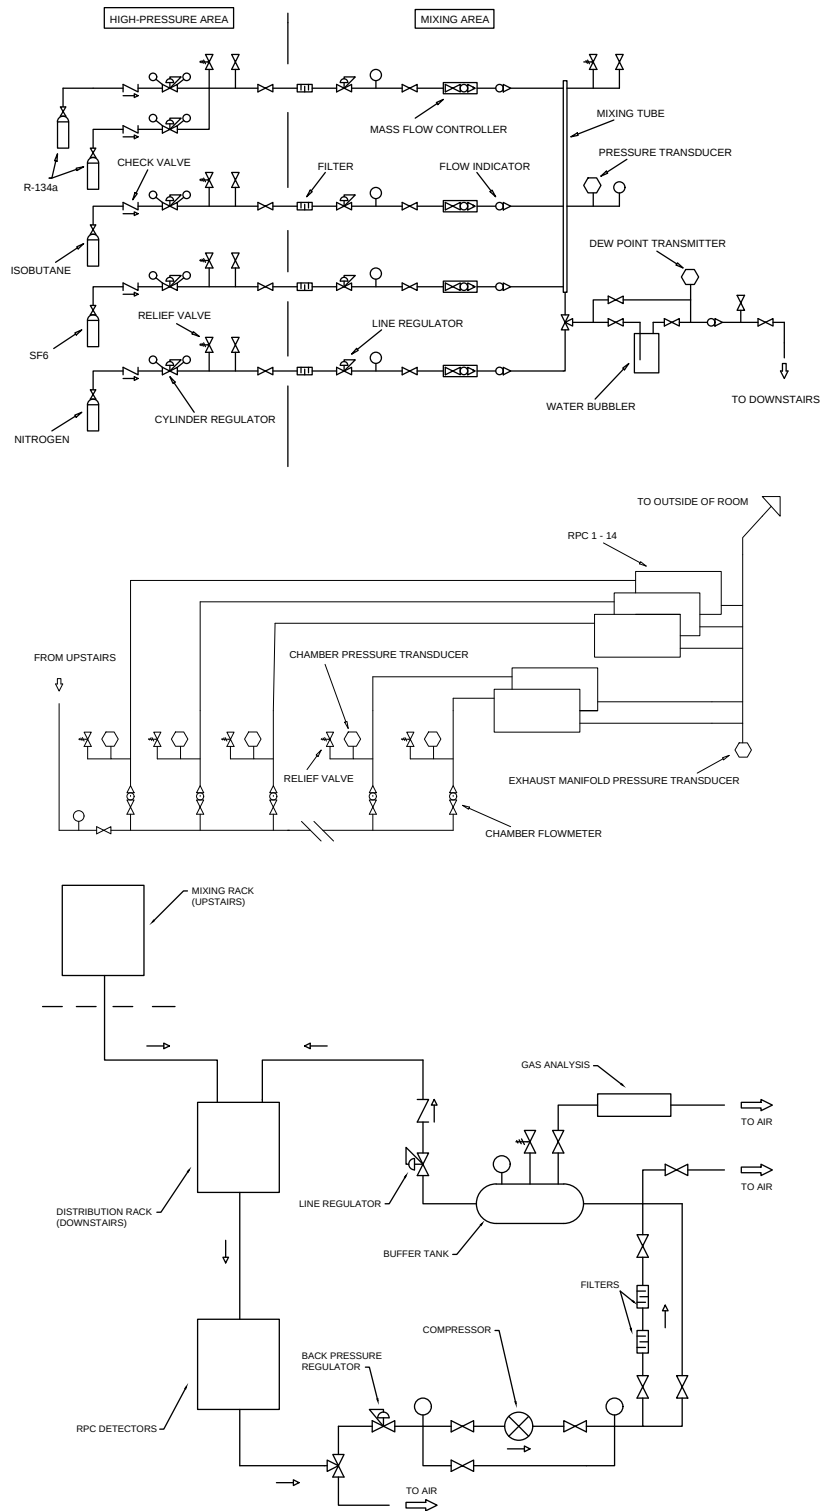 HIGH-PRESSURE AREA
MIXING AREA
MASS FLOW CONTROLLER
MIXING TUBE
PRESSURE TRANSDUCER
R-134a
CHECK VALVE
FILTER
FLOW INDICATOR
DEW POINT TRANSMITTER
ISOBUTANE
RELIEF VALVE
LINE REGULATOR
SF6
WATER BUBBLER
TO DOWNSTAIRS
CYLINDER REGULATOR
NITROGEN
TO OUTSIDE OF ROOM
RPC 1 - 14
FROM UPSTAIRS
CHAMBER PRESSURE TRANSDUCER
RELIEF VALVE
EXHAUST MANIFOLD PRESSURE TRANSDUCER
CHAMBER FLOWMETER
MIXING RACK
(UPSTAIRS)
GAS ANALYSIS
TO AIR
TO AIR
LINE REGULATOR
DISTRIBUTION RACK
(DOWNSTAIRS)
BUFFER TANK
FILTERS
COMPRESSOR
BACK PRESSURE
REGULATOR
RPC DETECTORS
TO AIR